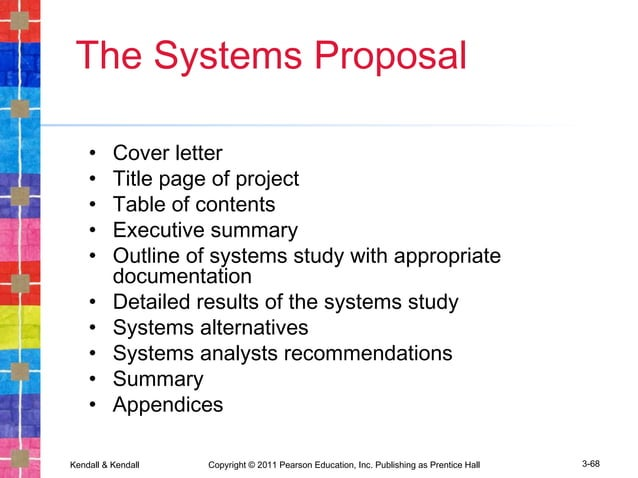 The Systems Proposal
• Cover letter
• Title page of project
• Table of contents
• Executive summary
• Outline of systems study with appropriate
documentation
• Detailed results of the systems study
• Systems alternatives
• Systems analysts recommendations
• Summary
• Appendices
Kendall & Kendall
Copyright © 2011 Pearson Education, Inc. Publishing as Prentice Hall
3-68